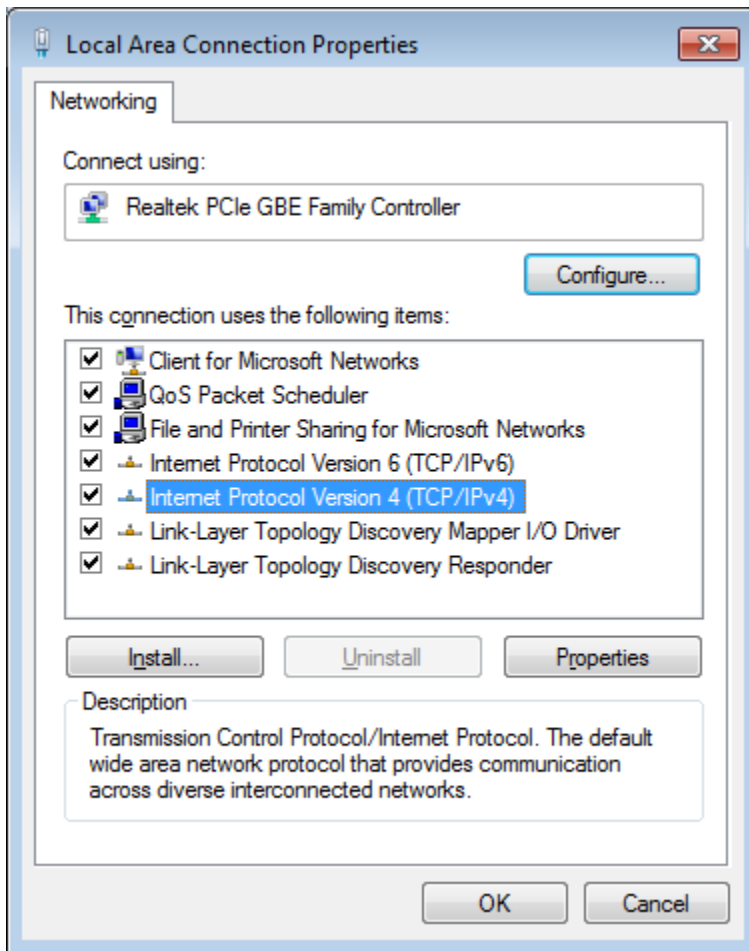 Local Area Connection Properties
Networking
Connect using:
Realtek PCIe GBE Family Controller
Configure...
This connection uses the following items:
Client for Microsoft Networks
QoS Packet Scheduler
File and Printer Sharing for Microsoft Networks
Internet Protocol Version 6 (TCP/IPv6)
Internet Protocol Version 4 (TCP/IPv4)
Link-Layer Topology Discovery Mapper I/O Driver
Link-Layer Topology Discovery Responder
Install...
Uninstall
Properties
Description
Transmission Control Protocol/Internet Protocol. The default
wide area network protocol that provides communication
across diverse interconnected networks.
OK
Cancel